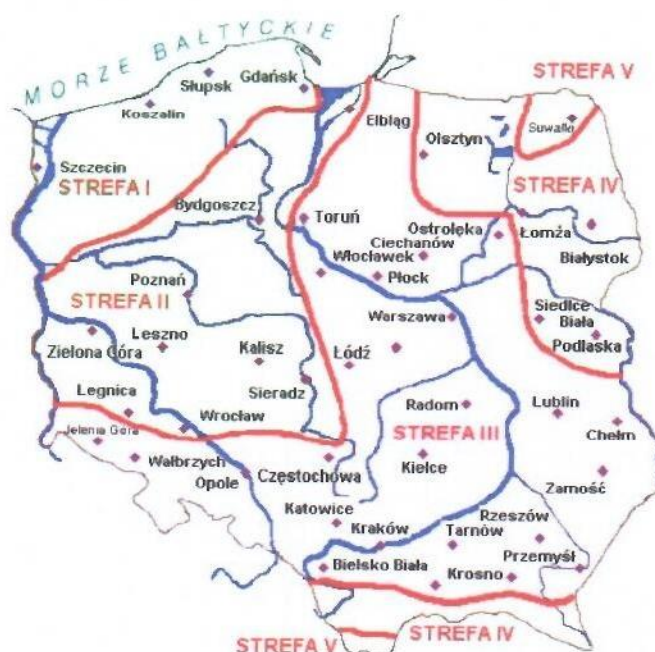 MORZE BAŁTYCKIE
STREFA V
Słupsk
Gdańsk
Koszalin
Elbląg
Suwałki
Olsztyn
Szczecin
STREFA I
STREFA IV
Bydgoszcz
Toruń
Ostrołęka
Łomża
Ciechanów
Włocławek
Białystok
Płock
Poznań
STREFA II
Warszawa
Siedlce
Biała
Podlaska
Leszno
Zielona Góra
Kalisz
Łódź
Sieradz
Legnica
Radom
Lublin
Wrocław
Chełm
STREFA III
Jelenia Góra
Wałbrzych
Częstochowa
Kielce
Opole
Zamość
Katowice
Rzeszów
Kraków
Tarnów
Przemyśl
Bielsko Biała
Krosno
STREFA IV
STREFA V